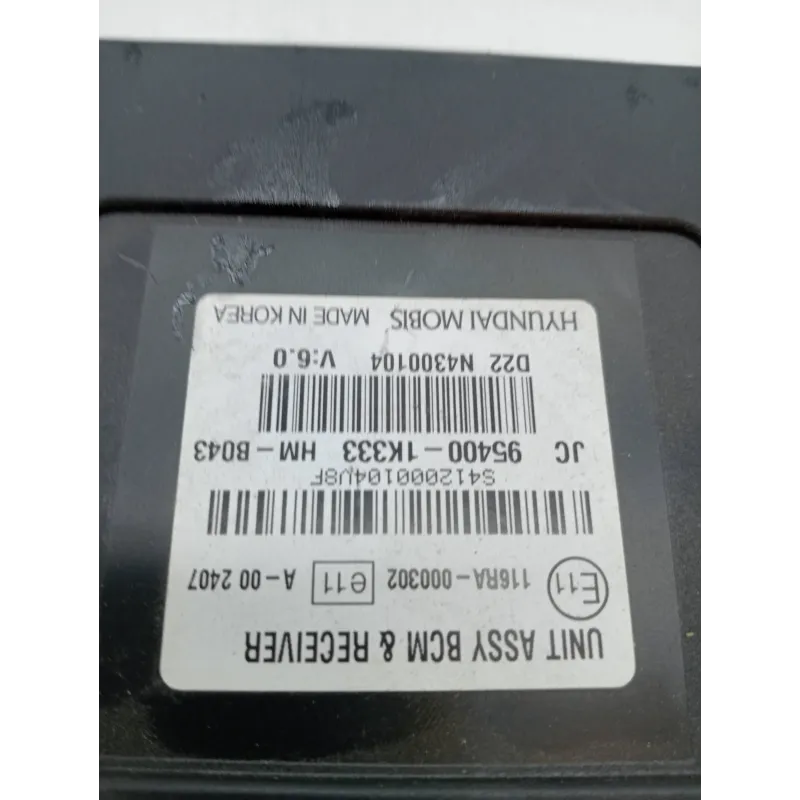 UNIT ASSY BCM & RECEIVER
E11 116RA-000302 e11 A-00 2407
S4120000104U8F
JC 95400-1K333 HM-B043
D22 N4300104 V:6.0
HYUNDAI MOBIS MADE IN KOREA